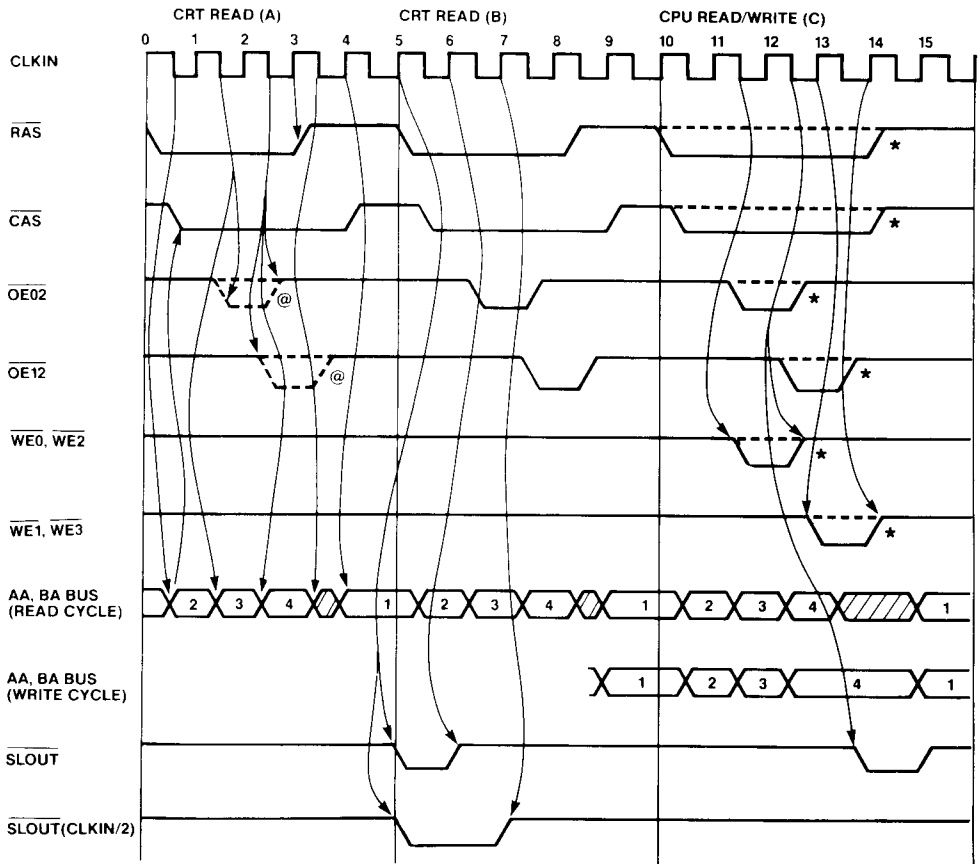 CRT READ (A) CRT READ (B) CPU READ/WRITE (C)
0 1 2 3 4 5 6 7 8 9 10 11 12 13 14 15
CLKIN
RAS *
CAS *
OE02 @ *
OE12 @ *
WE0, WE2 *
WE1, WE3 *
AA, BA BUS
(READ CYCLE) 2 3 4 1 2 3 4 1 2 3 4 1
AA, BA BUS
(WRITE CYCLE) 1 2 3 4 1
SLOUT
SLOUT(CLKIN/2)